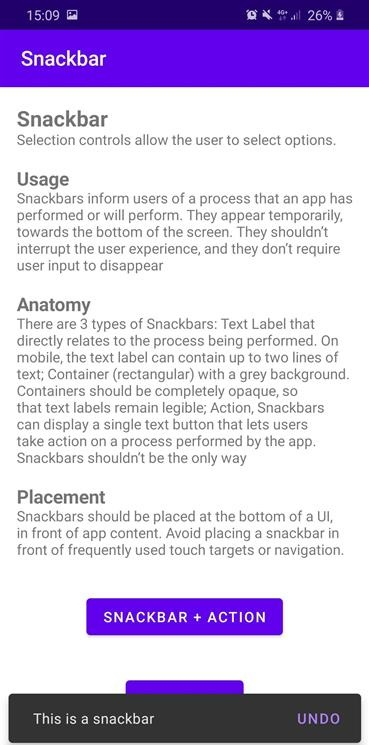 15:09
4G+
26%
Snackbar
Snackbar
Selection controls allow the user to select options.
Usage
Snackbars inform users of a process that an app has
performed or will perform. They appear temporarily,
towards the bottom of the screen. They shouldn't
interrupt the user experience, and they don't require
user input to disappear
Anatomy
There are 3 types of Snackbars: Text Label that
directly relates to the process being performed. On
mobile, the text label can contain up to two lines of
text; Container (rectangular) with a grey background.
Containers should be completely opaque, so
that text labels remain legible; Action, Snackbars
can display a single text button that lets users
take action on a process performed by the app.
Snackbars shouldn't be the only way
Placement
Snackbars should be placed at the bottom of a UI,
in front of app content. Avoid placing a snackbar in
front of frequently used touch targets or navigation.
SNACKBAR + ACTION
This is a snackbar
UNDO